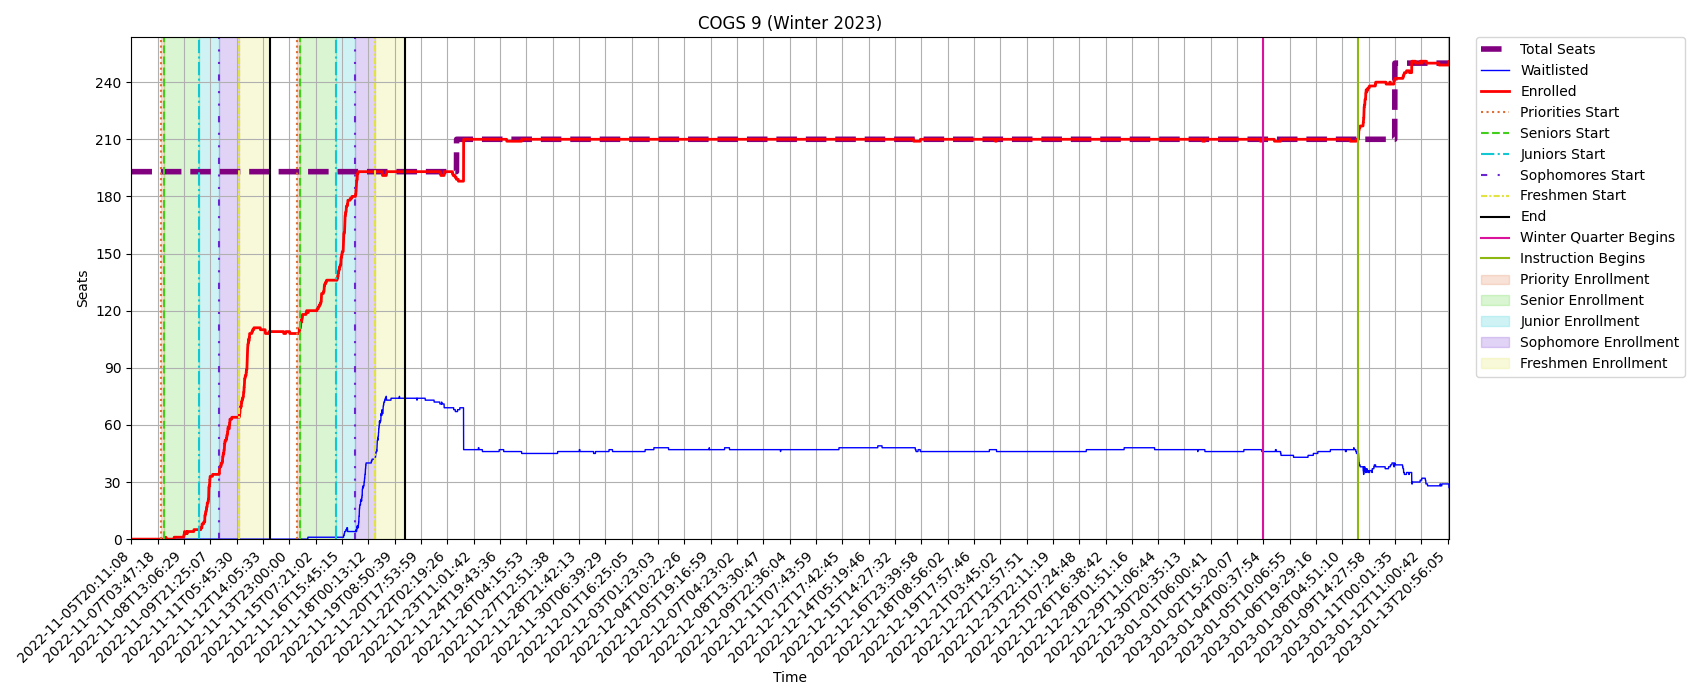 COGS 9 (Winter 2023)
Seats
240
210
180
150
120
90
60
30
0
2022-11-05T20:11:08
2022-11-07T03:47:18
2022-11-08T13:06:29
2022-11-09T21:25:07
2022-11-11T05:45:30
2022-11-12T14:05:33
2022-11-13T23:00:00
2022-11-15T07:21:02
2022-11-16T15:45:15
2022-11-18T00:13:12
2022-11-19T08:50:39
2022-11-20T17:53:59
2022-11-22T02:19:26
2022-11-23T11:01:42
2022-11-24T19:43:36
2022-11-26T04:15:53
2022-11-27T12:51:38
2022-11-28T21:42:13
2022-11-30T06:39:29
2022-12-01T16:25:05
2022-12-03T01:23:03
2022-12-04T10:22:26
2022-12-05T19:16:59
2022-12-07T04:23:02
2022-12-08T13:30:47
2022-12-09T22:36:04
2022-12-11T07:43:59
2022-12-12T17:42:45
2022-12-14T05:19:46
2022-12-15T14:27:32
2022-12-16T23:39:58
2022-12-18T08:56:02
2022-12-19T17:57:46
2022-12-21T03:45:02
2022-12-22T12:57:51
2022-12-23T22:11:19
2022-12-25T07:24:48
2022-12-26T16:38:42
2022-12-28T01:51:16
2022-12-29T11:06:44
2022-12-30T20:35:13
2023-01-01T06:00:41
2023-01-02T15:20:07
2023-01-04T00:37:54
2023-01-05T10:06:55
2023-01-06T19:29:16
2023-01-08T04:51:10
2023-01-09T14:27:58
2023-01-11T00:01:35
2023-01-12T11:00:42
2023-01-13T20:56:05
Time
Total Seats
Waitlisted
Enrolled
Priorities Start
Seniors Start
Juniors Start
Sophomores Start
Freshmen Start
End
Winter Quarter Begins
Instruction Begins
Priority Enrollment
Senior Enrollment
Junior Enrollment
Sophomore Enrollment
Freshmen Enrollment